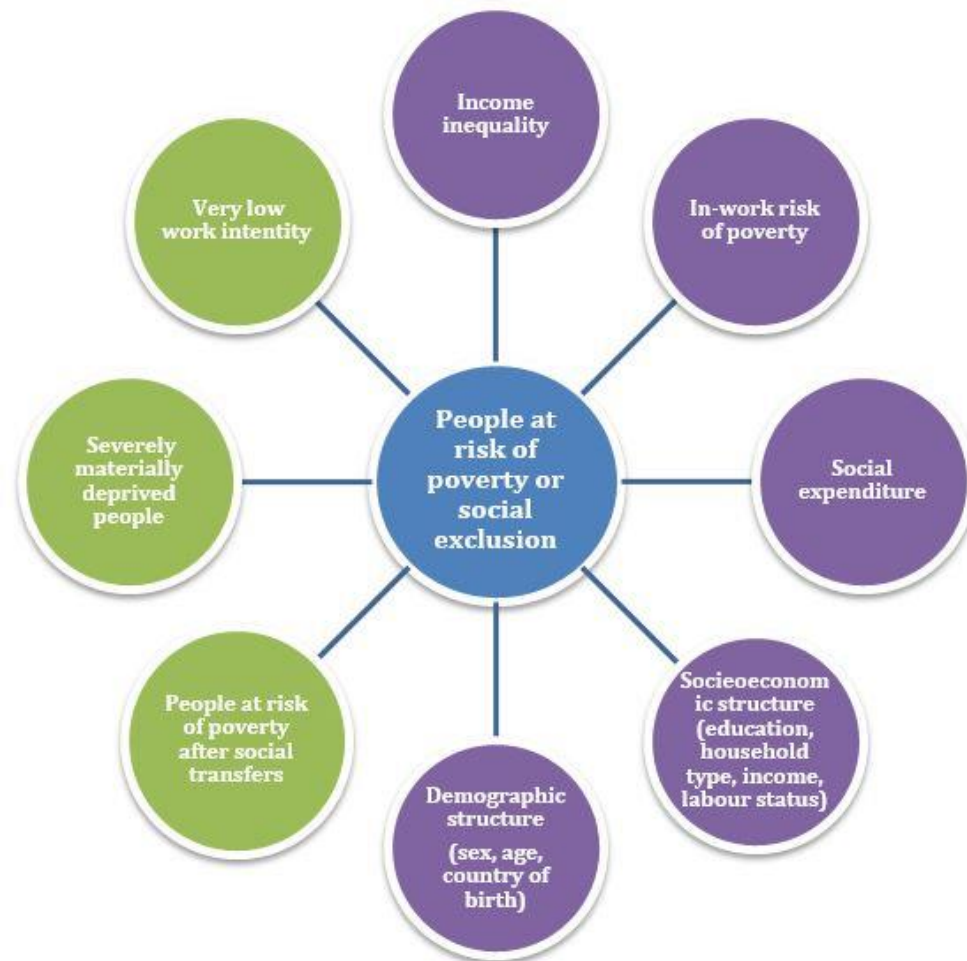 Income
inequality
Very low
work intentity
In-work risk
of poverty
People at
risk of
poverty or
social
exclusion
Severely
materially
deprived
people
Social
expenditure
People at risk
of poverty
after social
transfers
Socieoeconom
ic structure
(education,
household
type, income,
labour status)
Demographic
structure
(sex, age,
country of
birth)